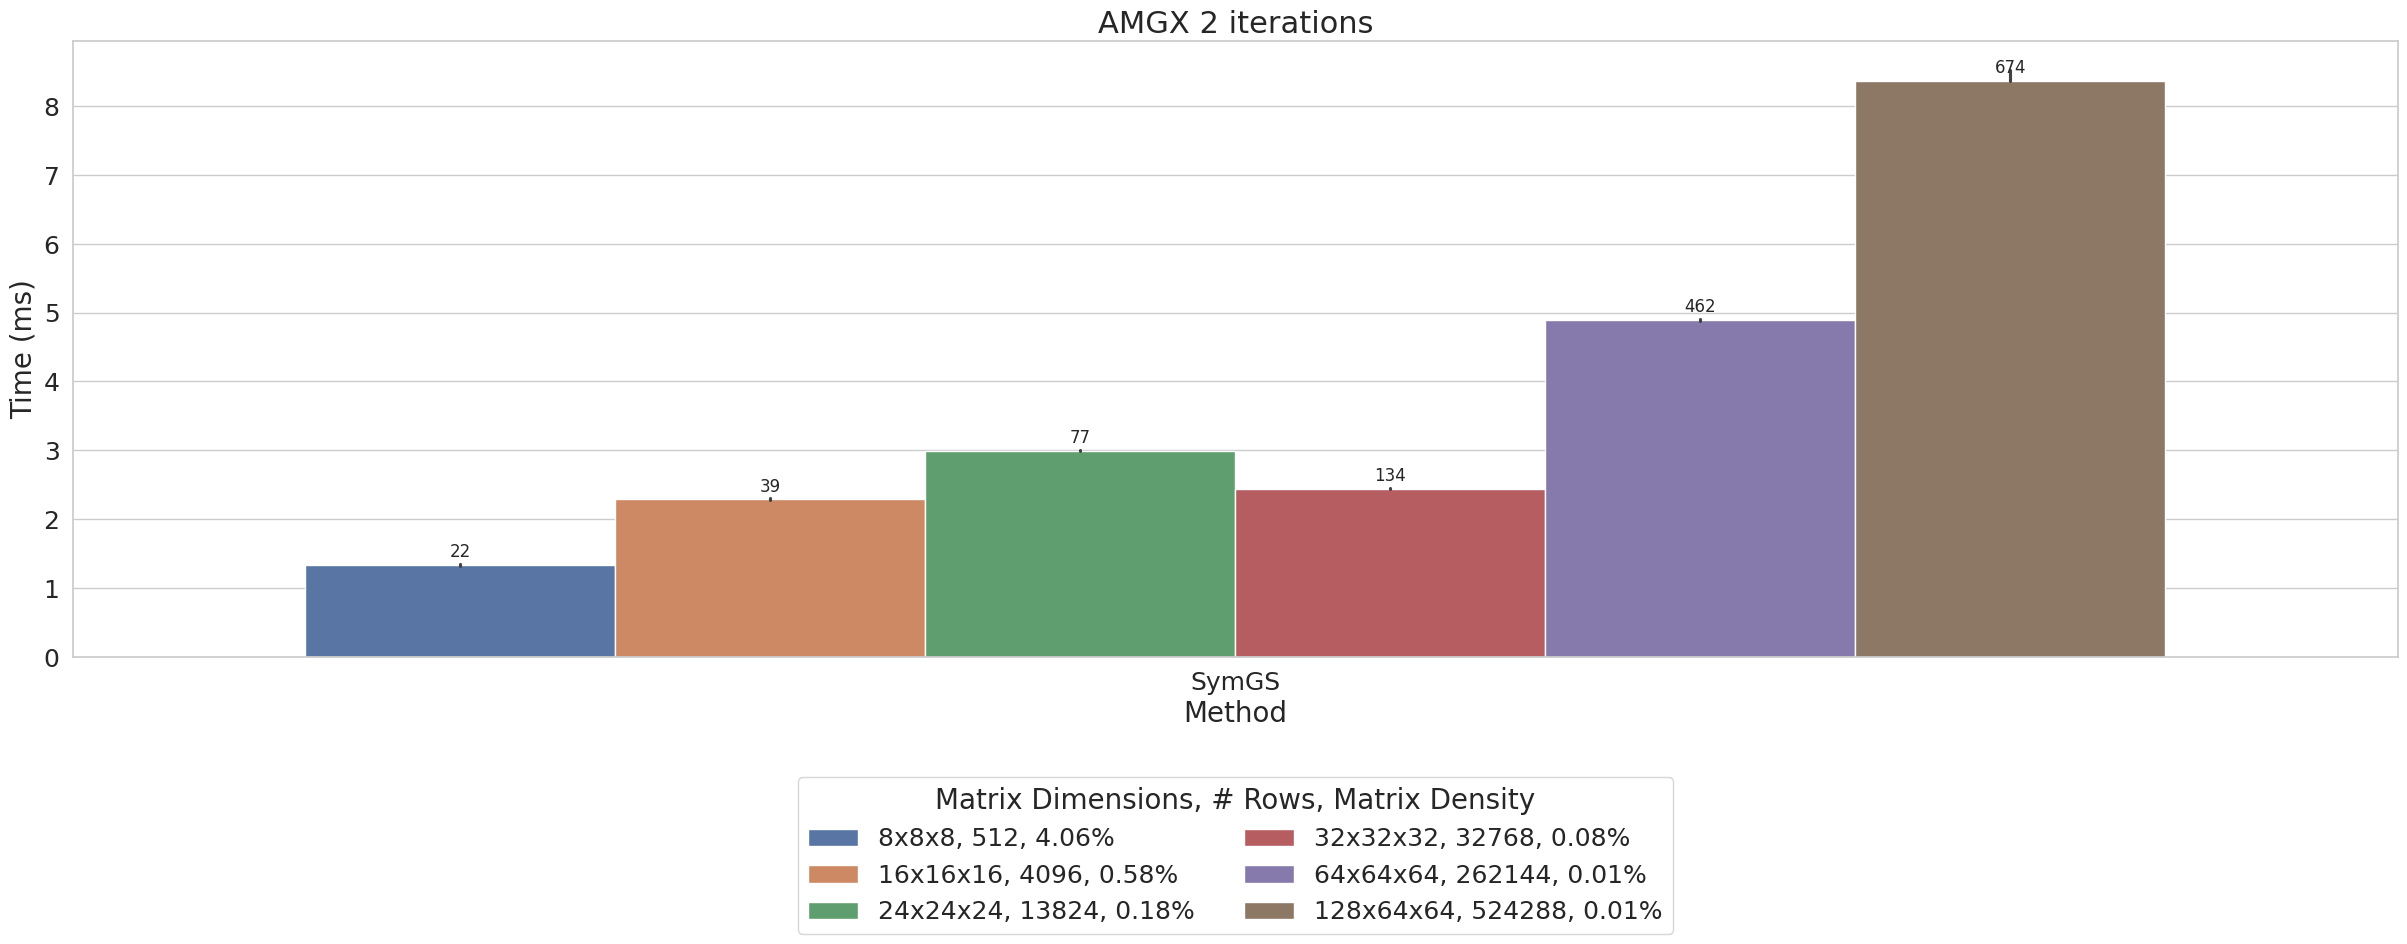 AMGX 2 iterations
Time (ms)
8
7
6
5
4
3
2
1
0
22
39
77
134
462
674
SymGS
Method
Matrix Dimensions, # Rows, Matrix Density
8x8x8, 512, 4.06%
16x16x16, 4096, 0.58%
24x24x24, 13824, 0.18%
32x32x32, 32768, 0.08%
64x64x64, 262144, 0.01%
128x64x64, 524288, 0.01%